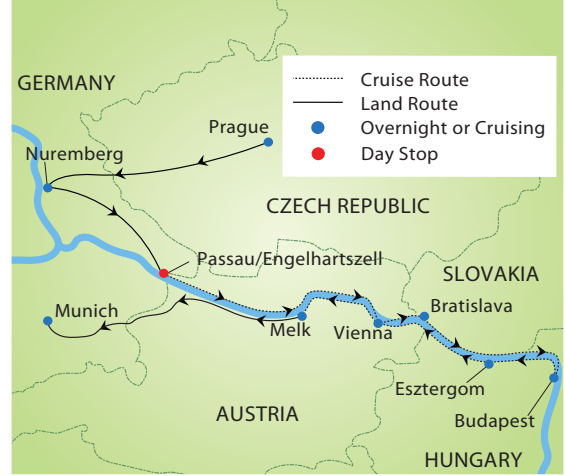 GERMANY
Cruise Route
Land Route
Overnight or Cruising
Day Stop
Prague
Nuremberg
CZECH REPUBLIC
Passau/Engelhartszell
SLOVAKIA
Munich
Bratislava
Melk
Vienna
Esztergom
AUSTRIA
Budapest
HUNGARY